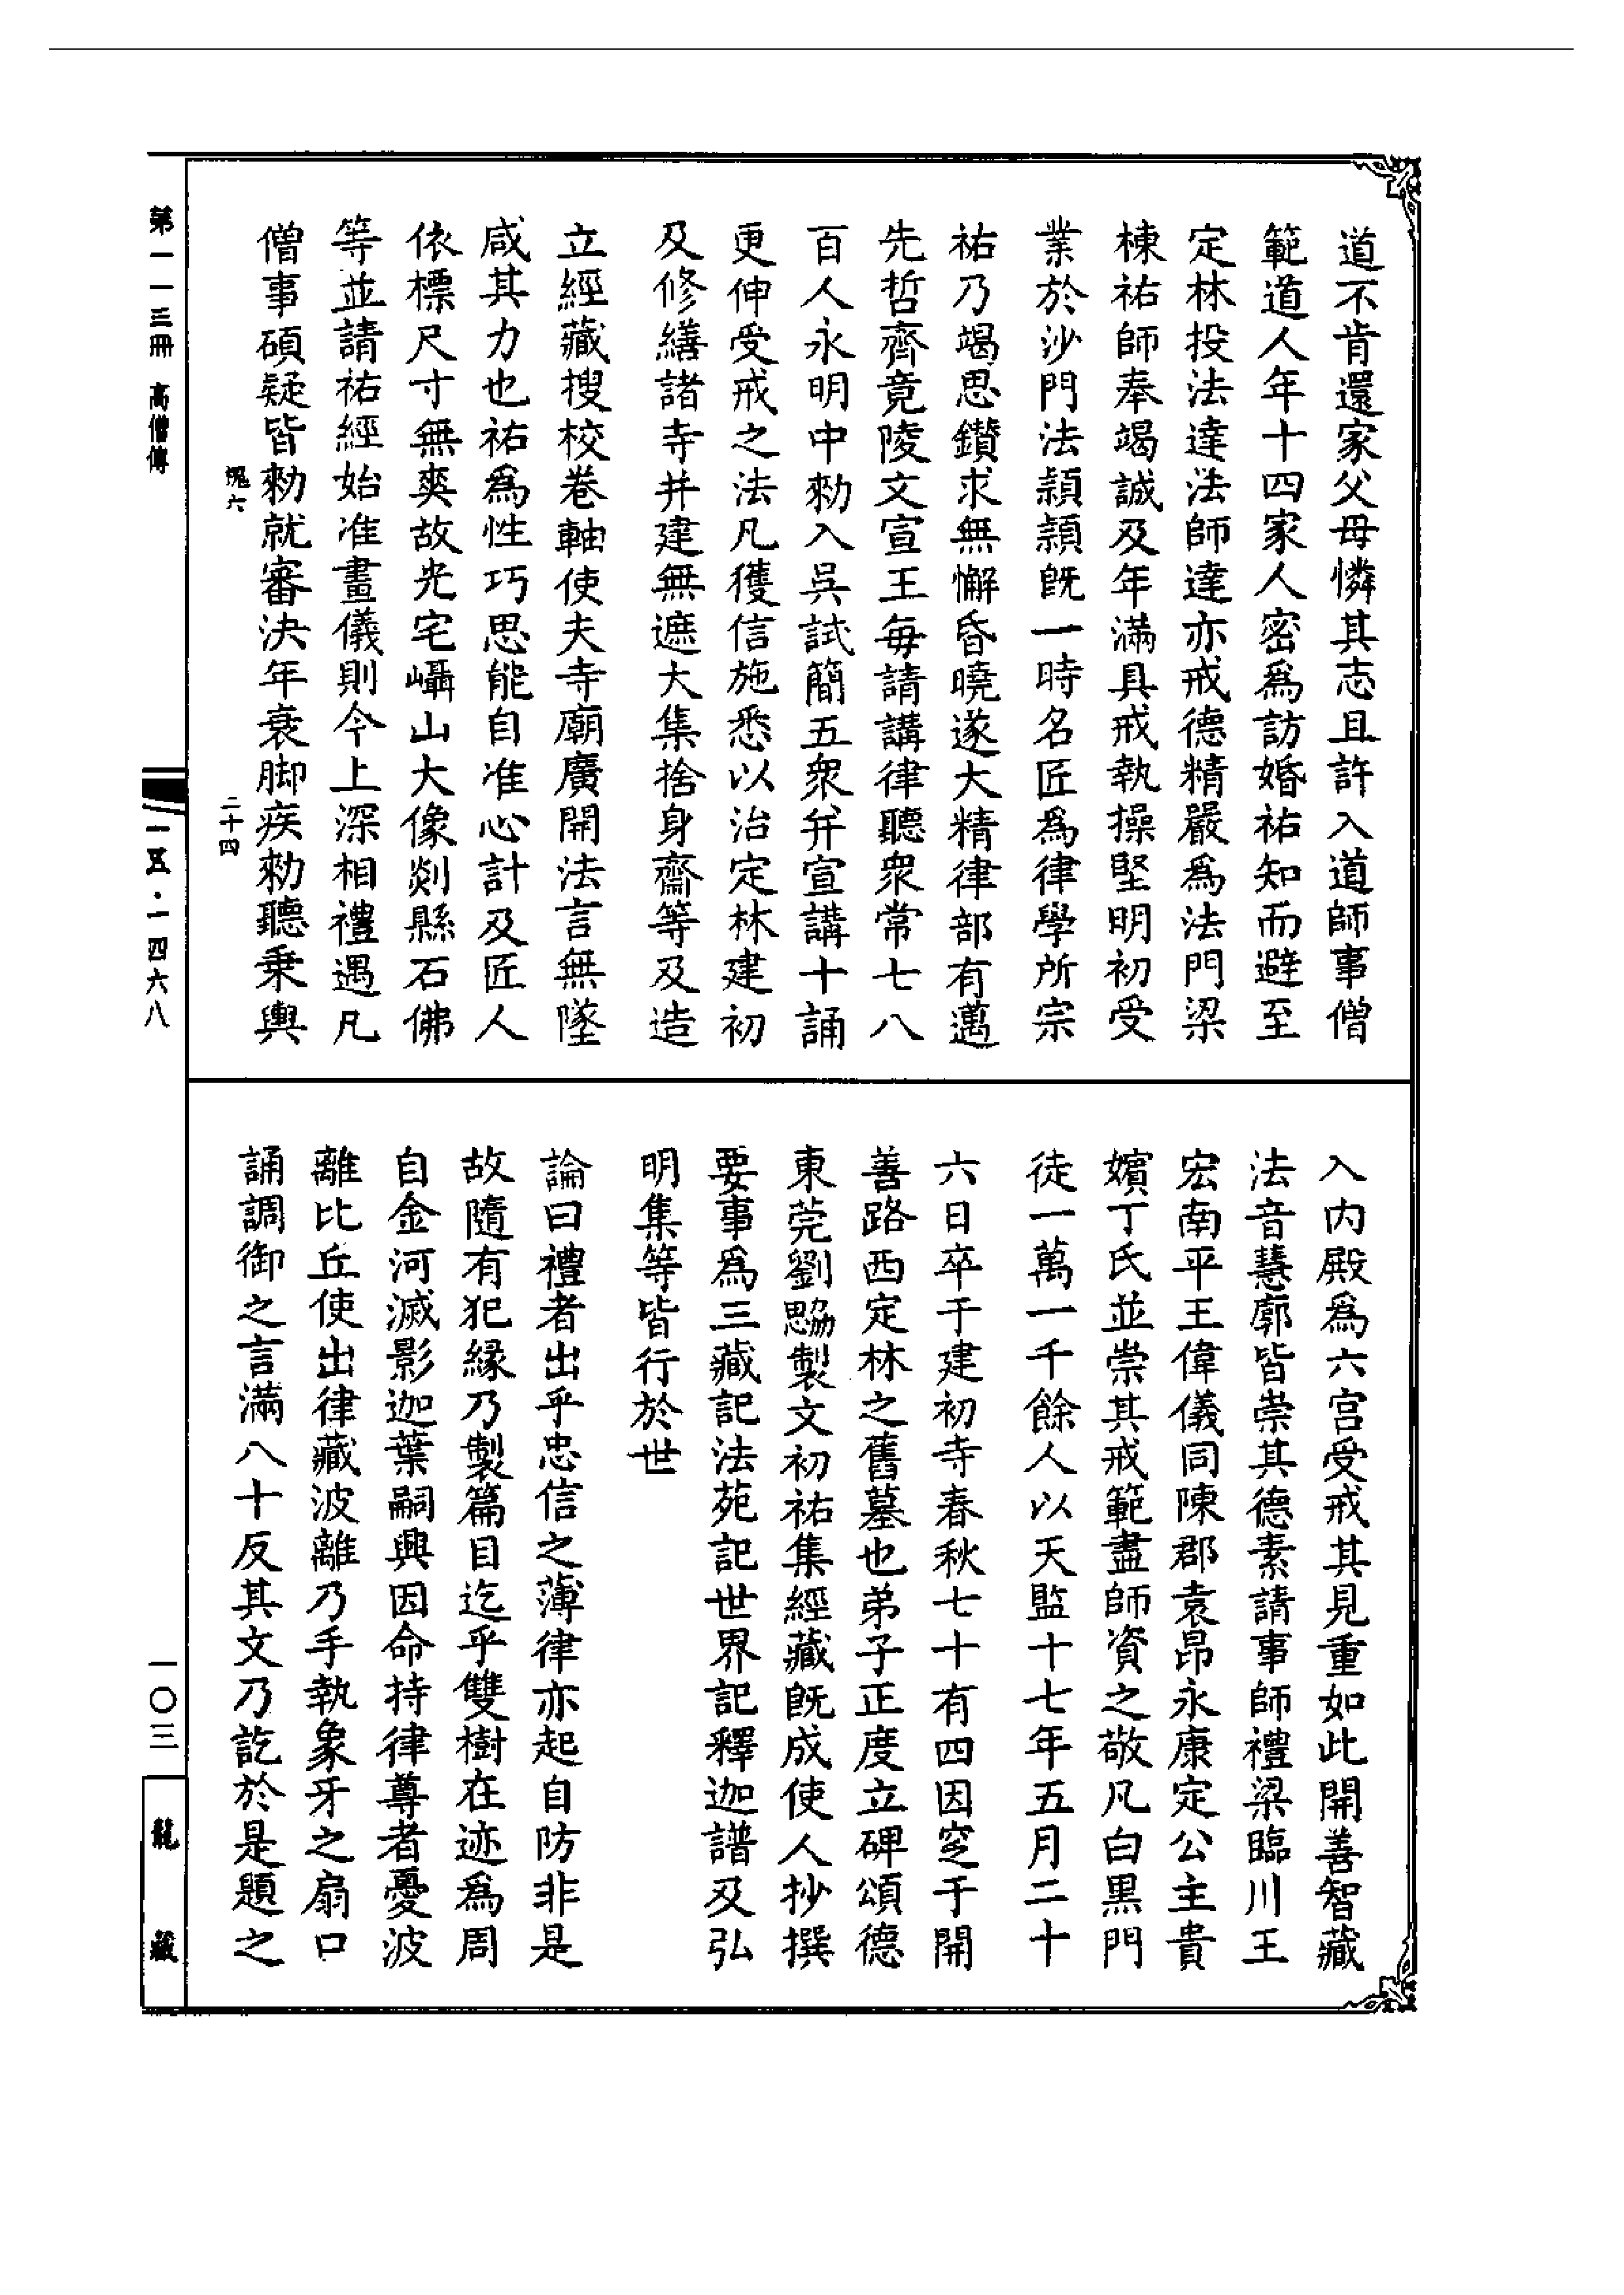 道不肯還家父母憐其志且許入道師事僧
範道人年十四家人密爲訪婚祐知而避至
定林投法達法師達亦戒德精嚴爲法門梁
棟祐師奉竭誠及年滿具戒執操堅明初受
業於沙門法頴頴旣一時名匠爲律學所宗
祐乃竭思鑚求無懈昏曉遂大精律部有邁
先哲齊竟陵文宣王每請講律聽衆常七八
百人永明中勑入吳試簡五衆幷宣講十誦
更伸受戒之法凡獲信施悉以治定林建初
及修繕諸寺幷建無遮大集捨身齋等及造
立經藏搜校卷軸使夫寺廟廣開法言無墜
咸其力也祐爲性巧思能自准心計及匠人
依標尺寸無爽故光宅㠜山大像剡縣石佛
等並請祐經始准畫儀則今上深相禮遇凡
僧事碩疑皆勑就審決年衰脚疾勑聽乗輿
入内殿爲六宮受戒其見重如此開善智藏
法音慧廓皆崇其德素請事師禮梁臨川王
宏南平王偉儀同陳郡袁昂永康定公主貴
嬪丁氏並崇其戒範盡師資之敬凡白黑門
徒一萬一千餘人以天監十七年五月二十
六日卒于建初寺春秋七十有四因窆于開
善路西定林之舊墓也弟子正度立碑頌德
東莞劉勰製文初祐集經藏旣成使人抄撰
要事爲三藏記法苑記世界記釋迦譜及弘
明集等皆行於世
論曰禮者出乎忠信之薄律亦起自防非是
故隨有犯緣乃製篇目迄乎雙樹在迹爲周
自金河滅影迦葉嗣興因命持律尊者憂波
離比丘使出律藏波離乃手執象牙之扇口
誦調御之言滿八十反其文乃訖於是題之
第一一三冊 高僧傳
愧六
二十四
一五·一四六八
一〇三
龍藏